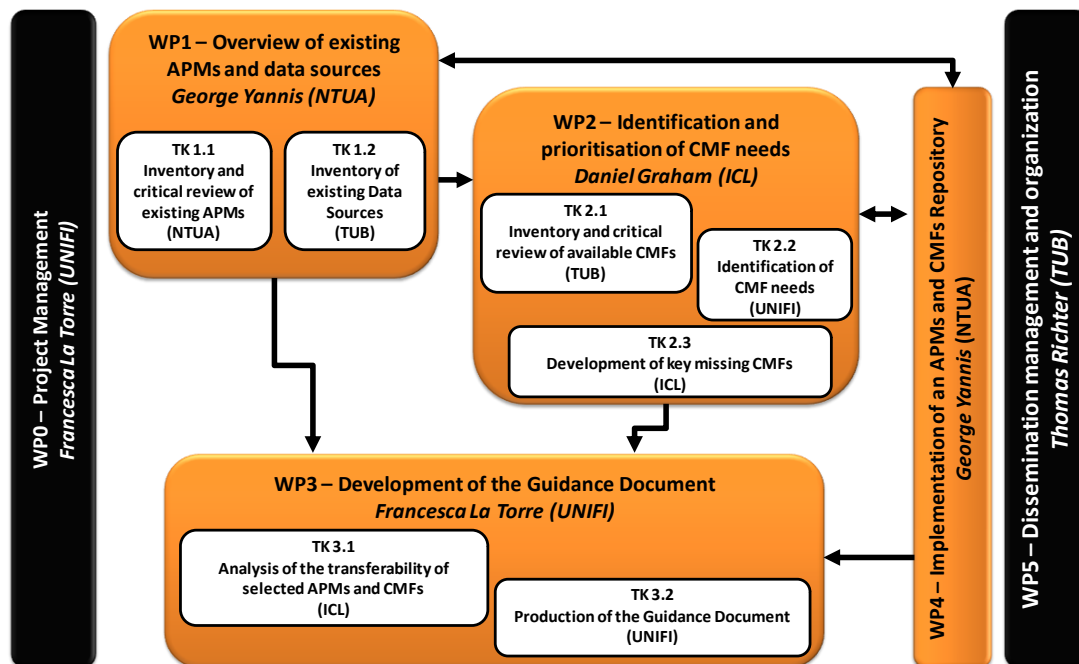 WP0 – Project Management
Francesca La Torre (UNIFI)
WP1 – Overview of existing
APMs and data sources
George Yannis (NTUA)
TK 1.1
Inventory and
critical review of
existing APMs
(NTUA)
TK 1.2
Inventory of
existing Data
Sources
(TUB)
WP2 – Identification and
prioritisation of CMF needs
Daniel Graham (ICL)
TK 2.1
Inventory and critical
review of available CMFs
(TUB)
TK 2.2
Identification of
CMF needs
(UNIFI)
TK 2.3
Development of key missing CMFs
(ICL)
WP3 – Development of the Guidance Document
Francesca La Torre (UNIFI)
TK 3.1
Analysis of the transferability of
selected APMs and CMFs
(ICL)
TK 3.2
Production of the Guidance Document
(UNIFI)
WP4 – Implementation of an APMs and CMFs Repository
George Yannis (NTUA)
WP5 – Dissemination management and organization
Thomas Richter (TUB)